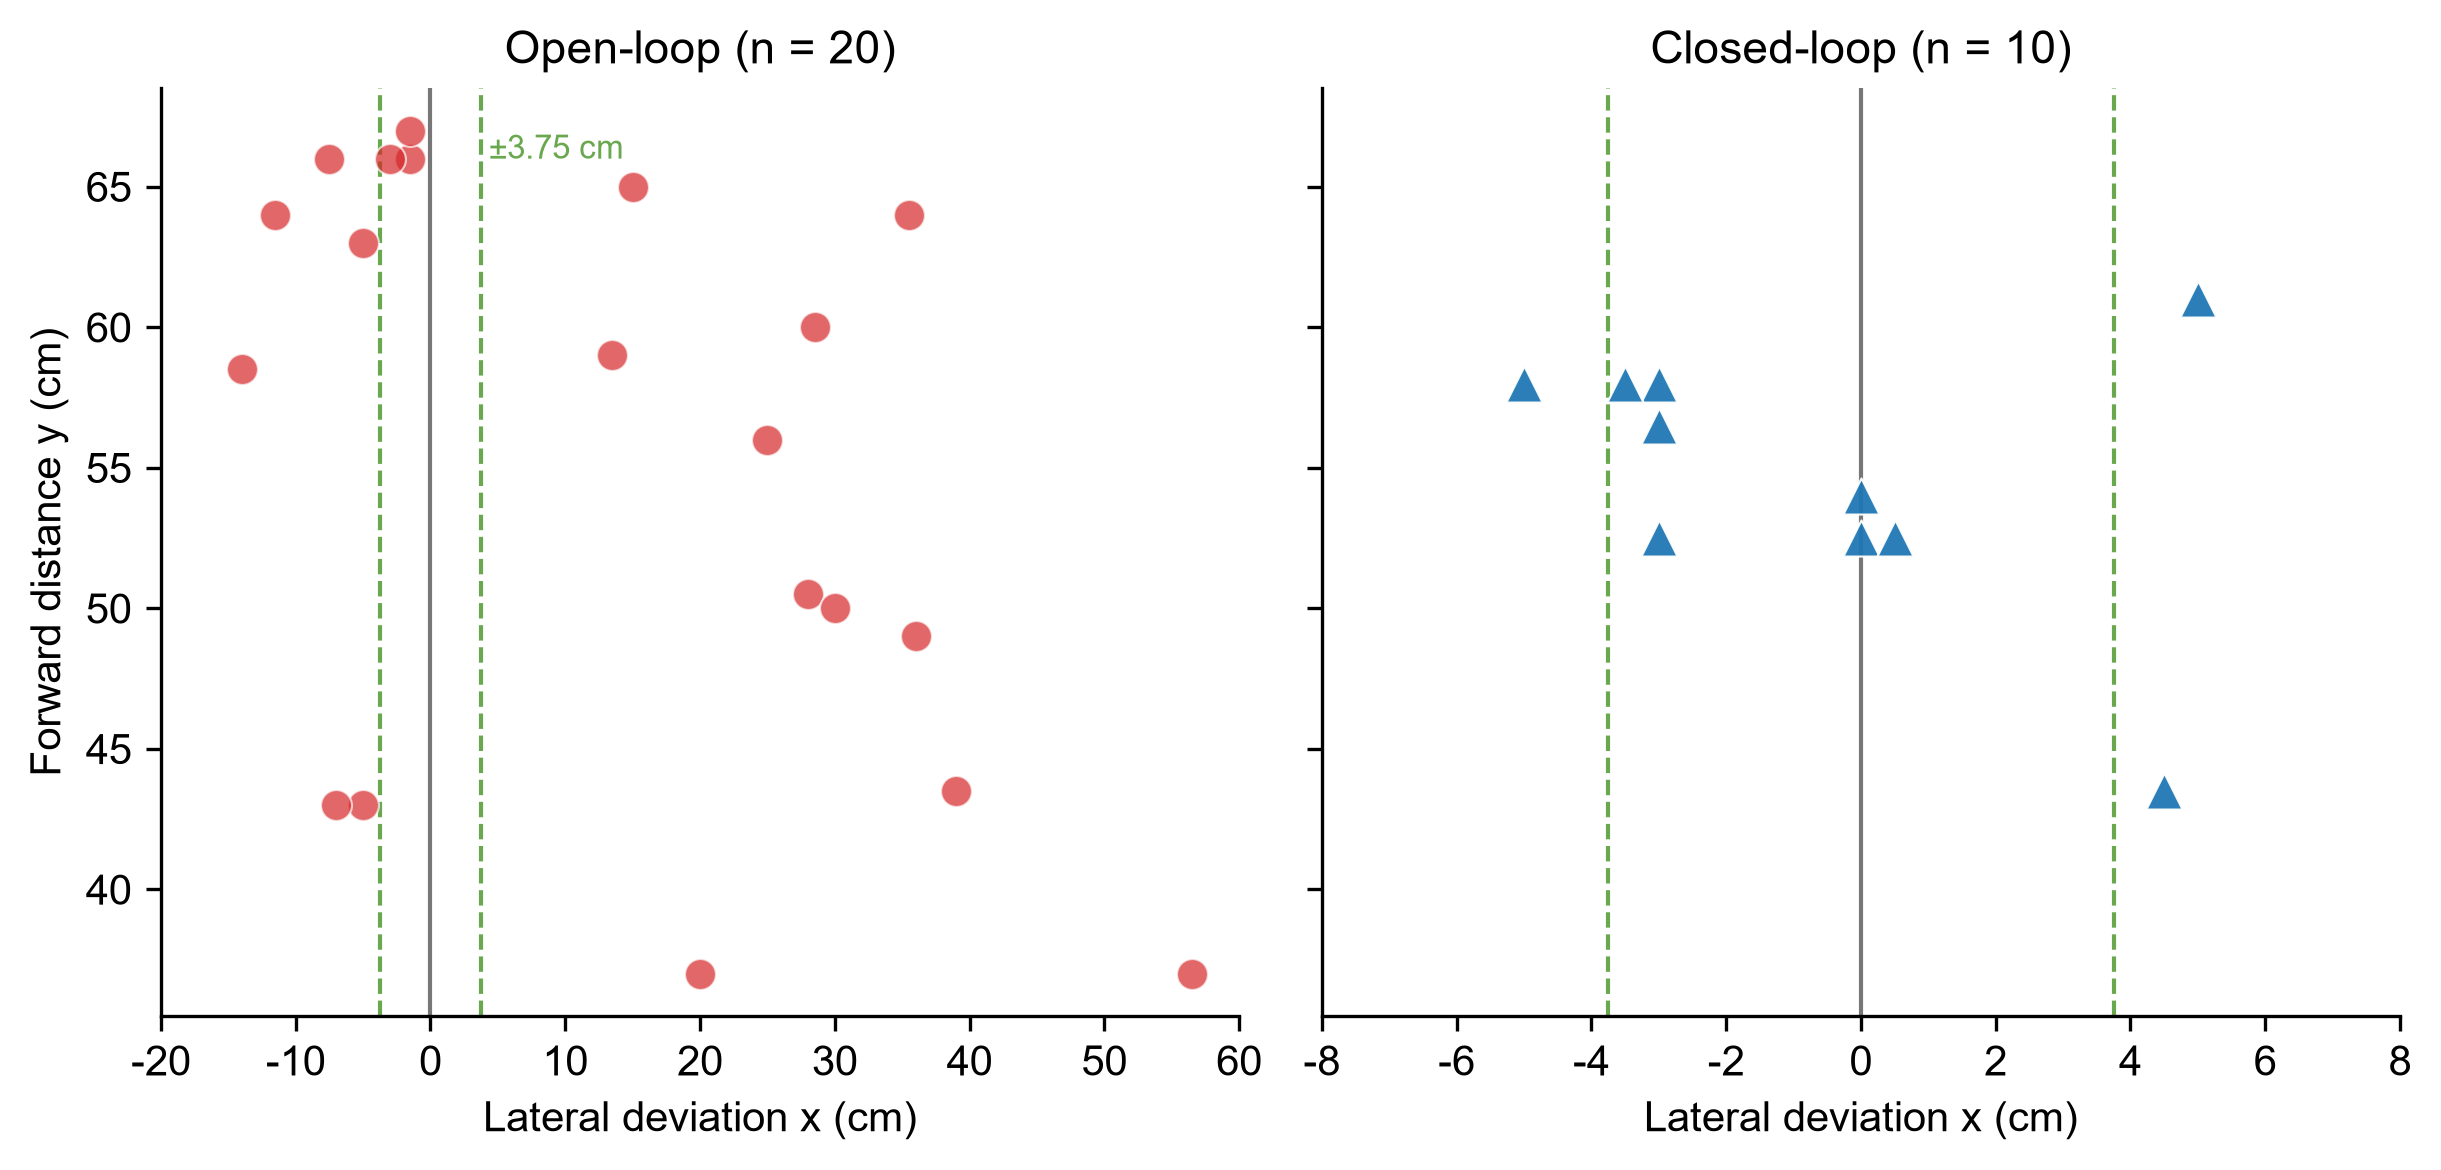 Open-loop (n = 20)
Closed-loop (n = 10)
±3.75 cm
Forward distance y (cm)
65
60
55
50
45
40
-20 -10 0 10 20 30 40 50 60
-8 -6 -4 -2 0 2 4 6 8
Lateral deviation x (cm)
Lateral deviation x (cm)